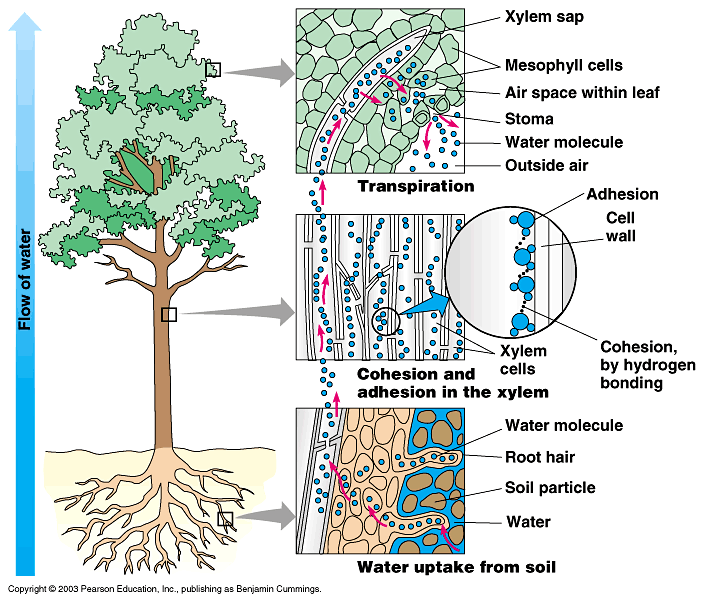 Flow of water
Xylem sap
Mesophyll cells
Air space within leaf
Stoma
Water molecule
Outside air
Transpiration
Adhesion
Cell
wall
Xylem
cells
Cohesion,
by hydrogen
bonding
Cohesion and
adhesion in the xylem
Water molecule
Root hair
Soil particle
Water
Water uptake from soil
Copyright © 2003 Pearson Education, Inc., publishing as Benjamin Cummings.